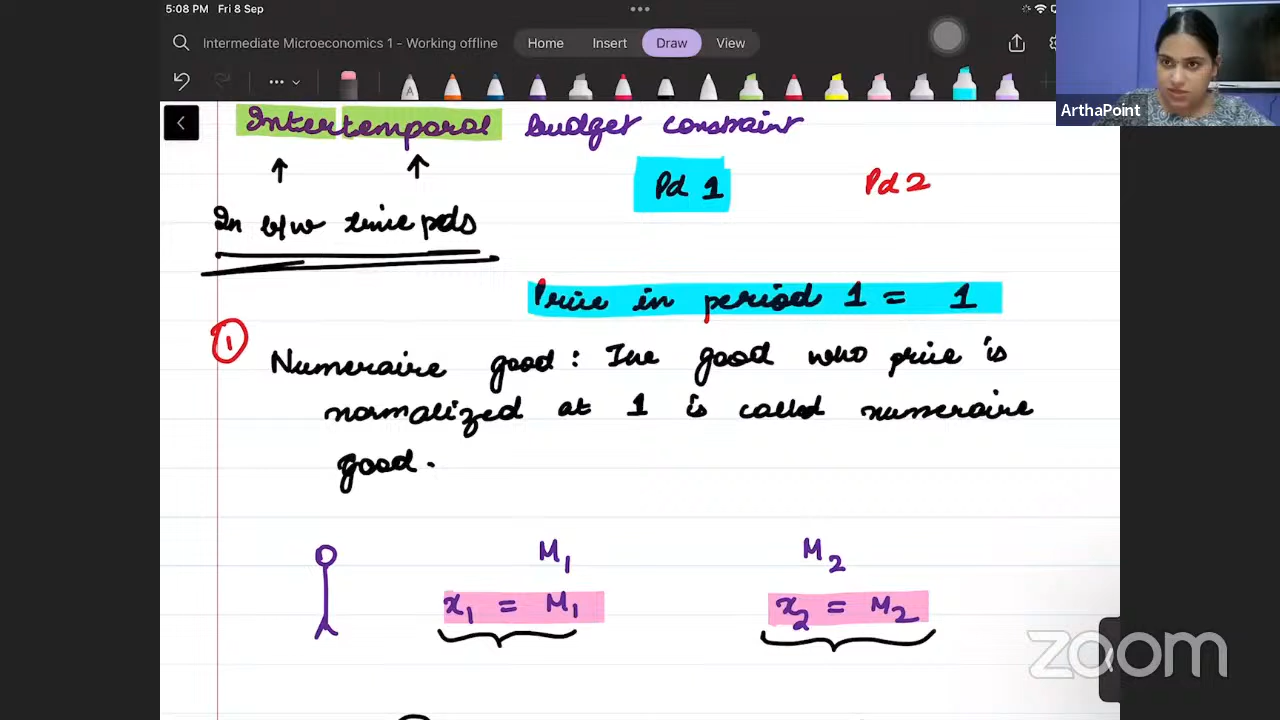 5:08 PM Fri 8 Sep
Intermediate Microeconomics 1 - Working offline
Home Insert Draw View
A
ArthaPoint
Intertemporal budget constraint
Pd 1 Pd 2
In b/w time pds
Price in period 1 = 1
1 Numeraire good : The good who price is
normalized at 1 is called numeraire
good.
M1 M2
x1 = M1 x2 = M2
zoom